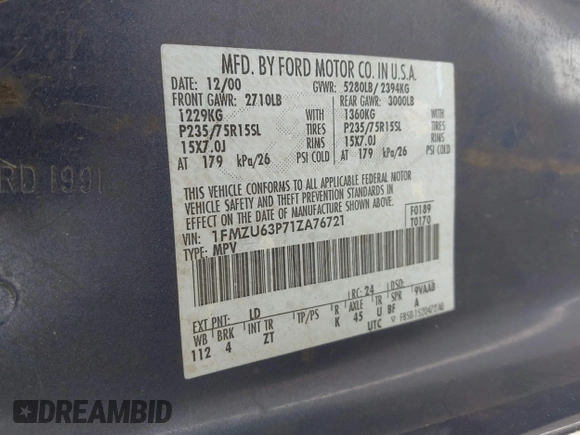 MFD. BY FORD MOTOR CO. IN U.S.A.
DATE: 12/00 GVWR: 5280LB/ 2394KG
FRONT GAWR: 2710LB REAR GAWR: 3000LB
1229KG WITH 1360KG WITH
P235/75R15SL TIRES P235/75R15SL TIRES
15X7.0J RIMS 15X7.0J RIMS
AT 179 kPa/26 PSI COLD AT 179 kPa/26 PSI COLD
THIS VEHICLE CONFORMS TO ALL APPLICABLE FEDERAL MOTOR
VEHICLE SAFETY AND THEFT PREVENTION STANDARDS IN
EFFECT ON THE DATE OF MANUFACTURE SHOWN ABOVE.
VIN: 1FMZU63P71ZA76721 F0189
TYPE: MPV T0170
EXT PNT: LD RC: 24 DSO:
WB BRK INT TR TP/PS R AXLE TR SPR 9VAAB
112 4 ZT K 45 U BF A
UTC
RD 1991
DREAMBID
DreamBid.com